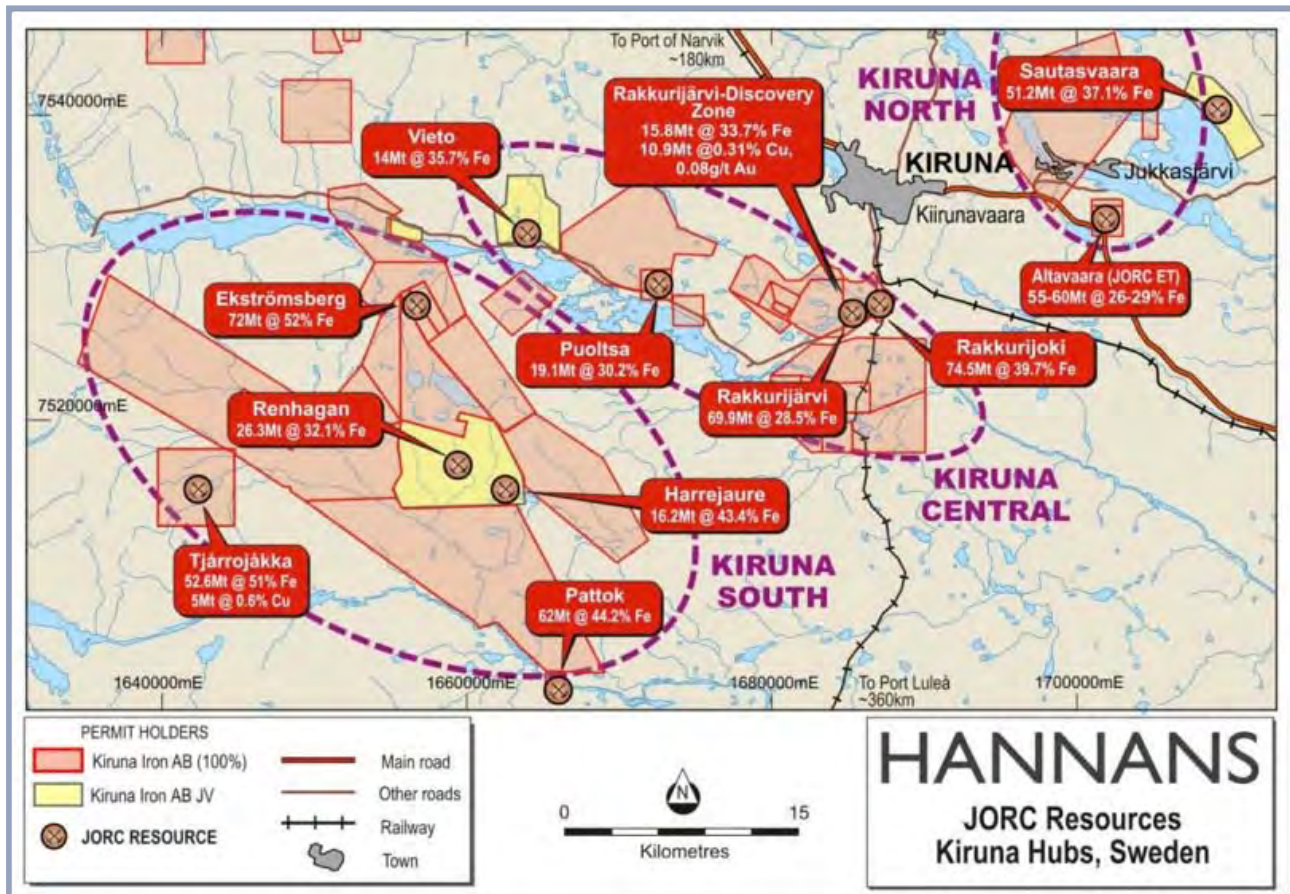 To Port of Narvik
~180km
KIRUNA
NORTH
Sautasvaara
51.2Mt @ 37.1% Fe
7540000mE
Rakkurijärvi-Discovery
Zone
15.8Mt @ 33.7% Fe
10.9Mt @0.31% Cu,
0.08g/t Au
Vieto
14Mt @ 35.7% Fe
KIRUNA
Jukkasjärvi
Kiirunavaara
Altavaara (JORC ET)
55-60Mt @ 26-29% Fe
Ekströmsberg
72Mt @ 52% Fe
Puoltsa
19.1Mt @ 30.2% Fe
Rakkurijoki
74.5Mt @ 39.7% Fe
Rakkurijärvi
69.9Mt @ 28.5% Fe
7520000mE
Renhagan
26.3Mt @ 32.1% Fe
Harrejaure
16.2Mt @ 43.4% Fe
KIRUNA
CENTRAL
Tjårrojåkka
52.6Mt @ 51% Fe
5Mt @ 0.6% Cu
KIRUNA
SOUTH
Pattok
62Mt @ 44.2% Fe
1640000mE
1660000mE
1680000mE
To Port Luleå
~360km
1700000mE
PERMIT HOLDERS
Kiruna Iron AB (100%)
Kiruna Iron AB JV
JORC RESOURCE
Main road
Other roads
Railway
Town
N
0 15
Kilometres
HANNANS
JORC Resources
Kiruna Hubs, Sweden